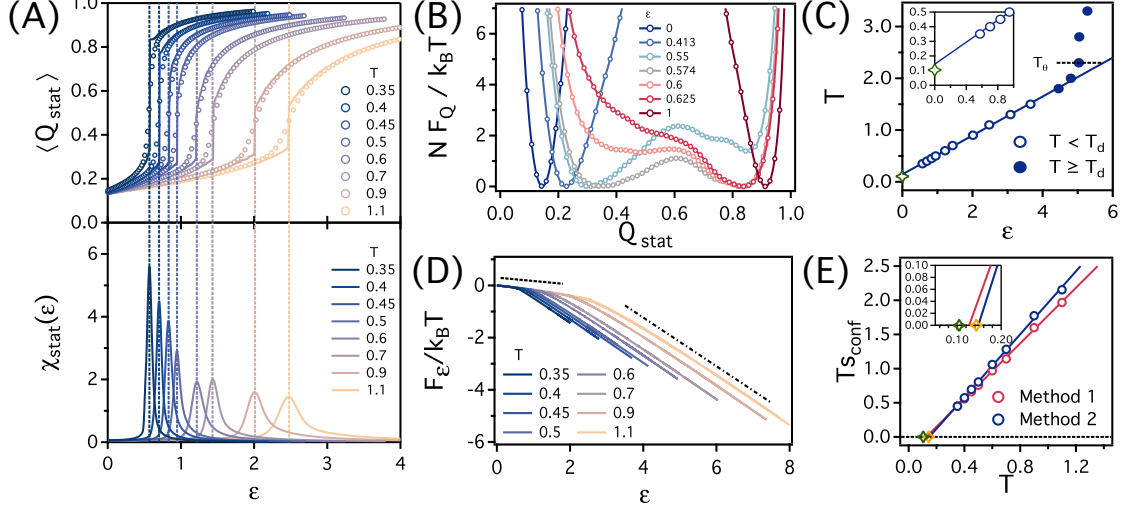 (A)
⟨Q_stat⟩
1.0
0.8
0.6
0.4
0.2
0.0
T
0.35
0.4
0.45
0.5
0.6
0.7
0.9
1.1
χ_stat(ε)
6
4
2
0
T
0.35
0.4
0.45
0.5
0.6
0.7
0.9
1.1
0 1 2 3 4
ε
(B)
N F_Q / k_BT
6
4
2
0
ε
0
0.413
0.55
0.574
0.6
0.625
1
0.0 0.2 0.4 0.6 0.8 1.0
Q_stat
(C)
T
3.0
2.0
1.0
0.0
0.5
0.4
0.3
0.2
0.1
0.0
0.0 0.4 0.8
T_θ
T < T_d
T ≥ T_d
0 2 4 6
ε
(D)
F_ε/k_BT
0
-2
-4
-6
T
0.35
0.4
0.45
0.5
0.6
0.7
0.9
1.1
0 2 4 6 8
ε
(E)
Ts_conf
2.5
2.0
1.5
1.0
0.5
0.0
0.10
0.08
0.06
0.04
0.02
0.00
0.10 0.20
Method 1
Method 2
0.0 0.4 0.8 1.2
T